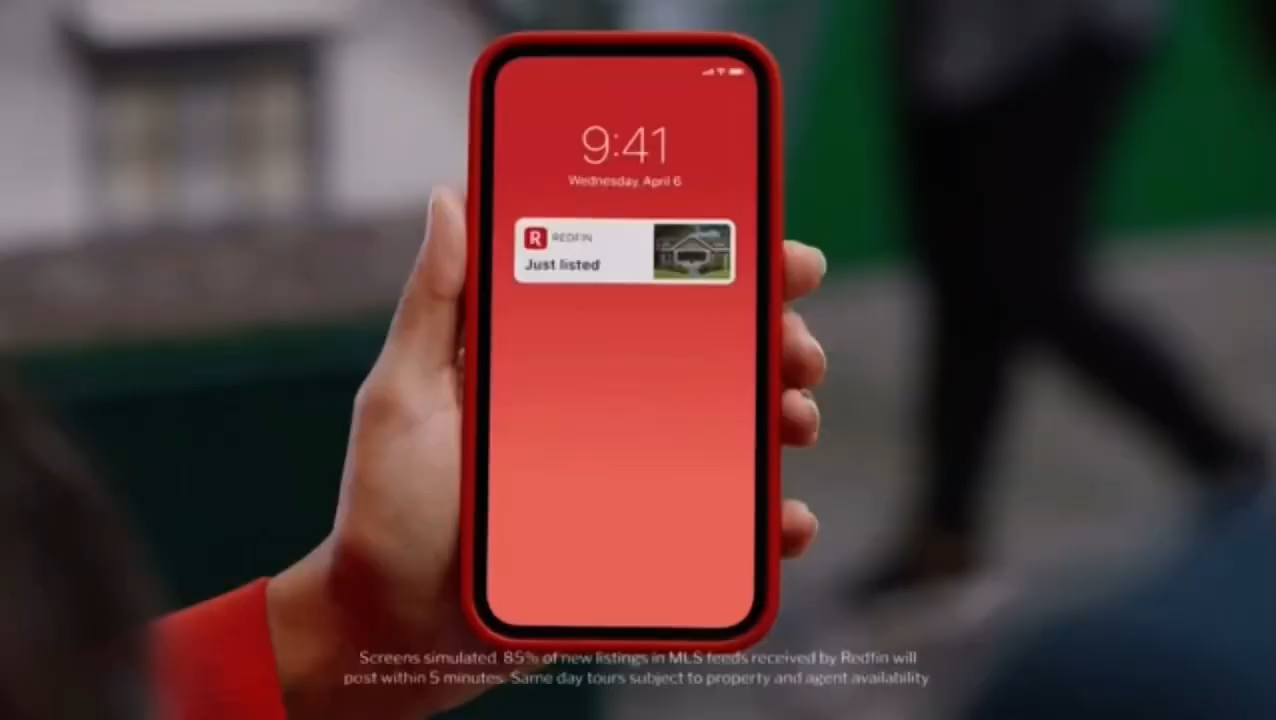 9:41
Wednesday, April 6
R REDFIN
Just listed
Screens simulated. 85% of new listings in MLS feeds received by Redfin will
post within 5 minutes. Same day tours subject to property and agent availability